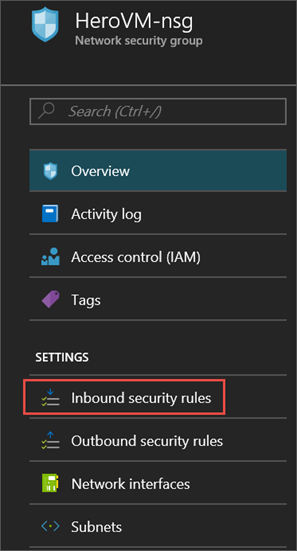 HeroVM-nsg
Network security group
Search (Ctrl+/)
Overview
Activity log
Access control (IAM)
Tags
SETTINGS
Inbound security rules
Outbound security rules
Network interfaces
Subnets